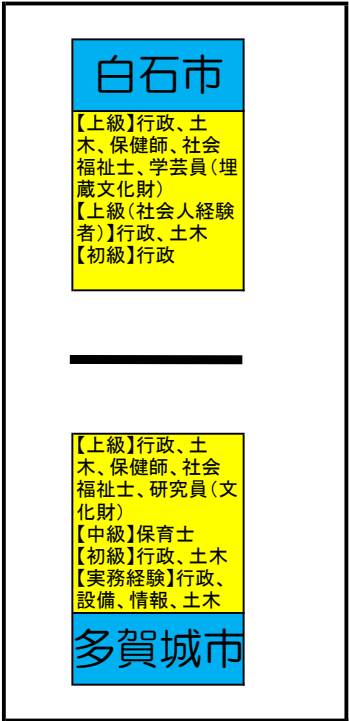 白石市
【上級】行政、土
木、保健師、社会
福祉士、学芸員（埋
蔵文化財）
【上級（社会人経験
者）】行政、土木
【初級】行政
【上級】行政、土
木、保健師、社会
福祉士、研究員（文
化財）
【中級】保育士
【初級】行政、土木
【実務経験】行政、
設備、情報、土木
多賀城市